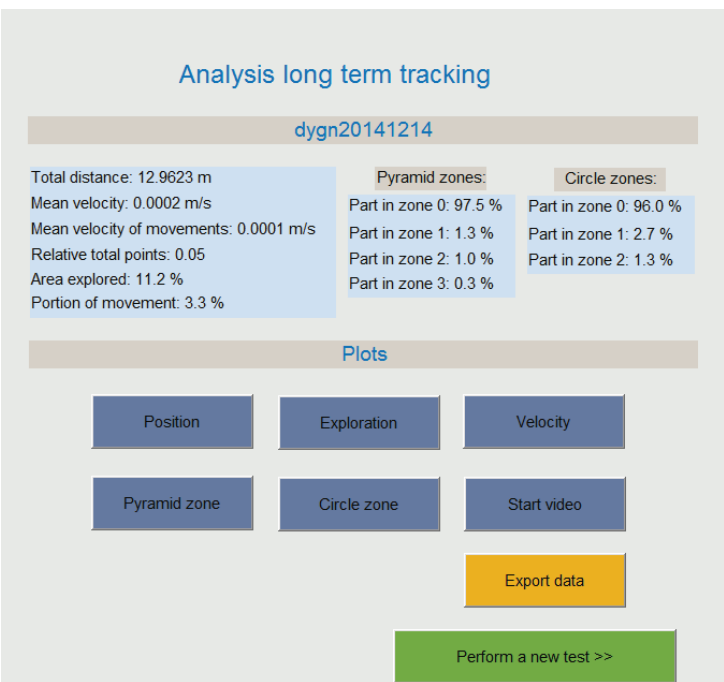 Analysis long term tracking
dygn20141214
Total distance: 12.9623 m
Mean velocity: 0.0002 m/s
Mean velocity of movements: 0.0001 m/s
Relative total points: 0.05
Area explored: 11.2 %
Portion of movement: 3.3 %
Pyramid zones:
Part in zone 0: 97.5 %
Part in zone 1: 1.3 %
Part in zone 2: 1.0 %
Part in zone 3: 0.3 %
Circle zones:
Part in zone 0: 96.0 %
Part in zone 1: 2.7 %
Part in zone 2: 1.3 %
Plots
Position
Exploration
Velocity
Pyramid zone
Circle zone
Start video
Export data
Perform a new test >>